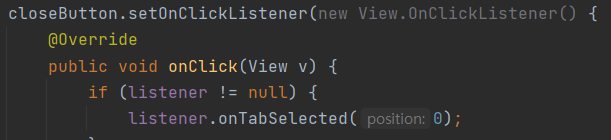 closeButton.setOnClickListener(new View.OnClickListener() {
@Override
public void onClick(View v) {
if (listener != null) {
listener.onTabSelected( position: 0);
}